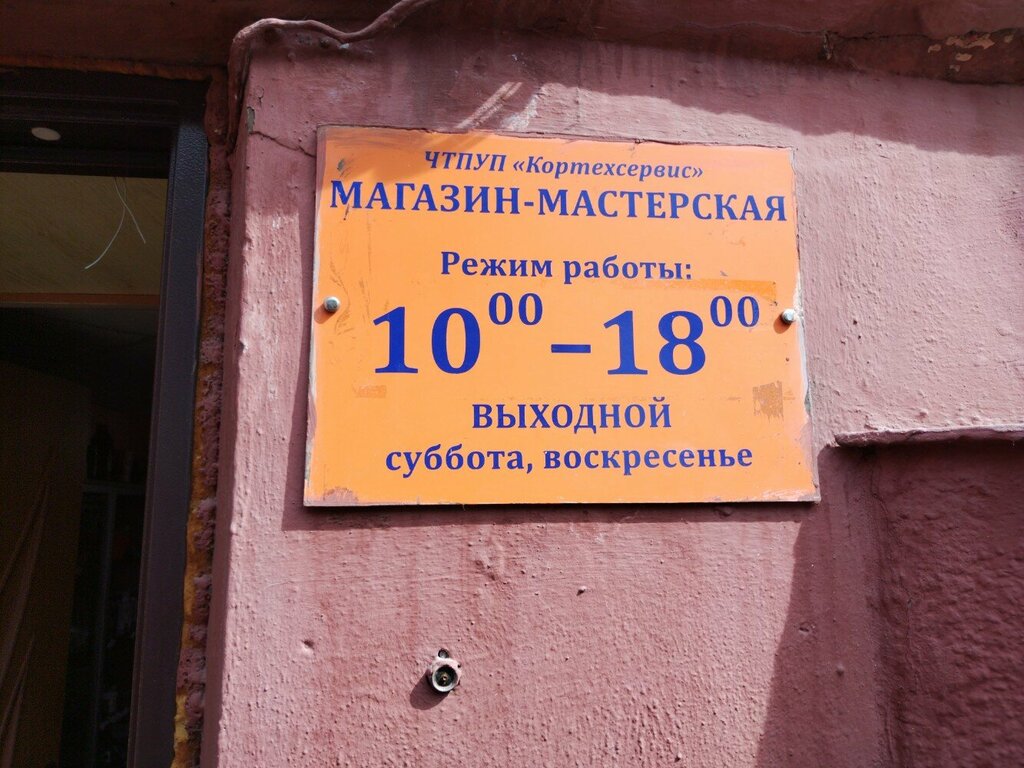 ЧТПУП «Кортехсервис»
МАГАЗИН-МАСТЕРСКАЯ
Режим работы:
10⁰⁰ – 18⁰⁰
ВЫХОДНОЙ
суббота, воскресенье